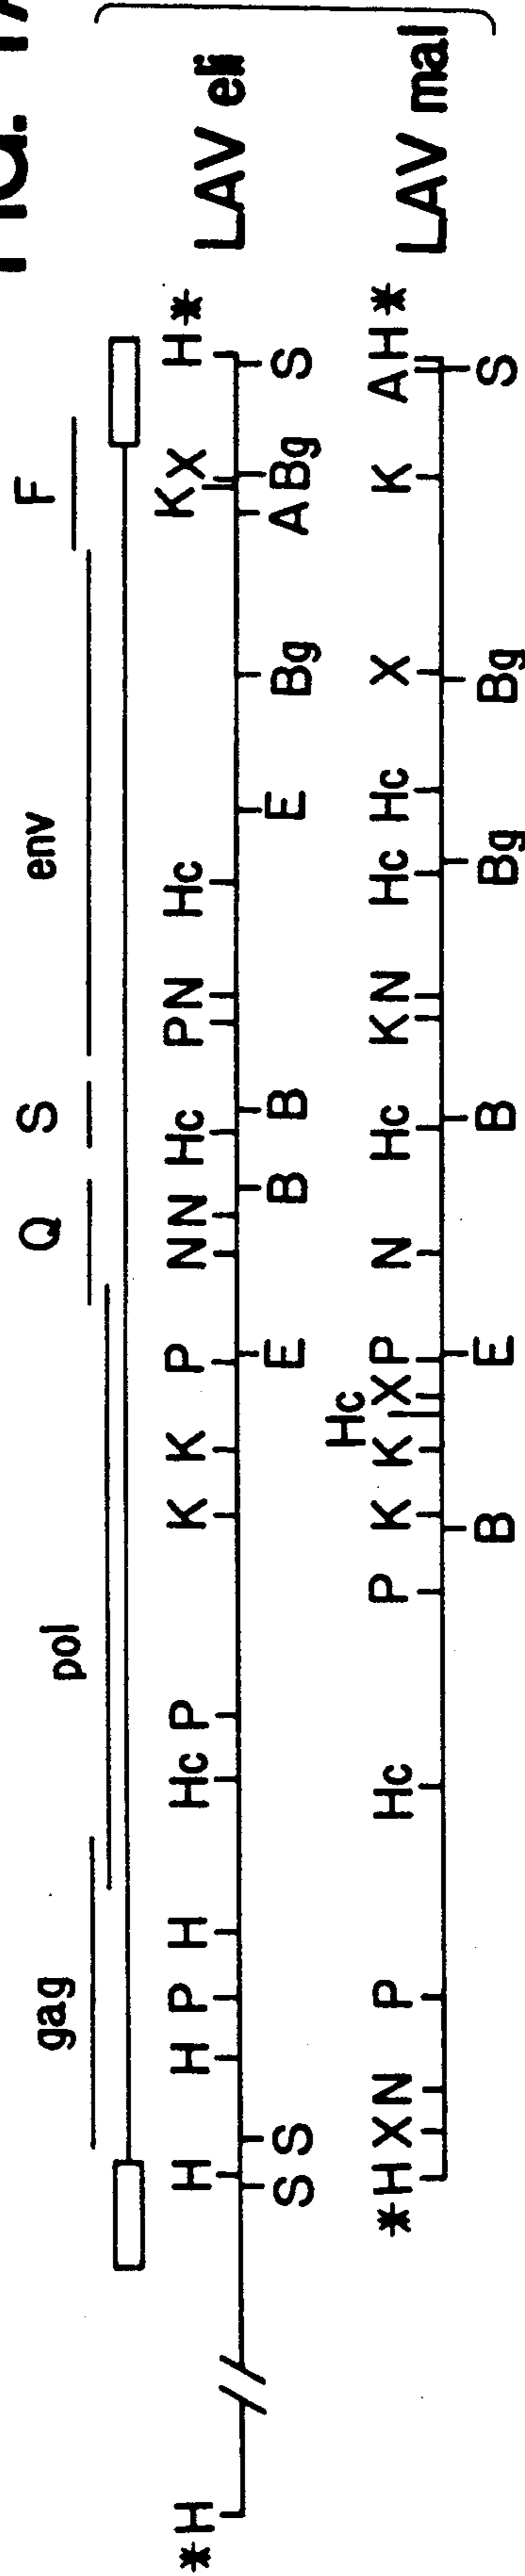 FIG. 1A
gag pol Q S env F
*H H H P H Hc P K K P N N Hc P N Hc K X H* LAV eli
S S E B B E Bg A Bg S
Hc
*H X N P Hc P K K X P N Hc K N Hc Hc X K A H* LAV mal
B E B Bg Bg S